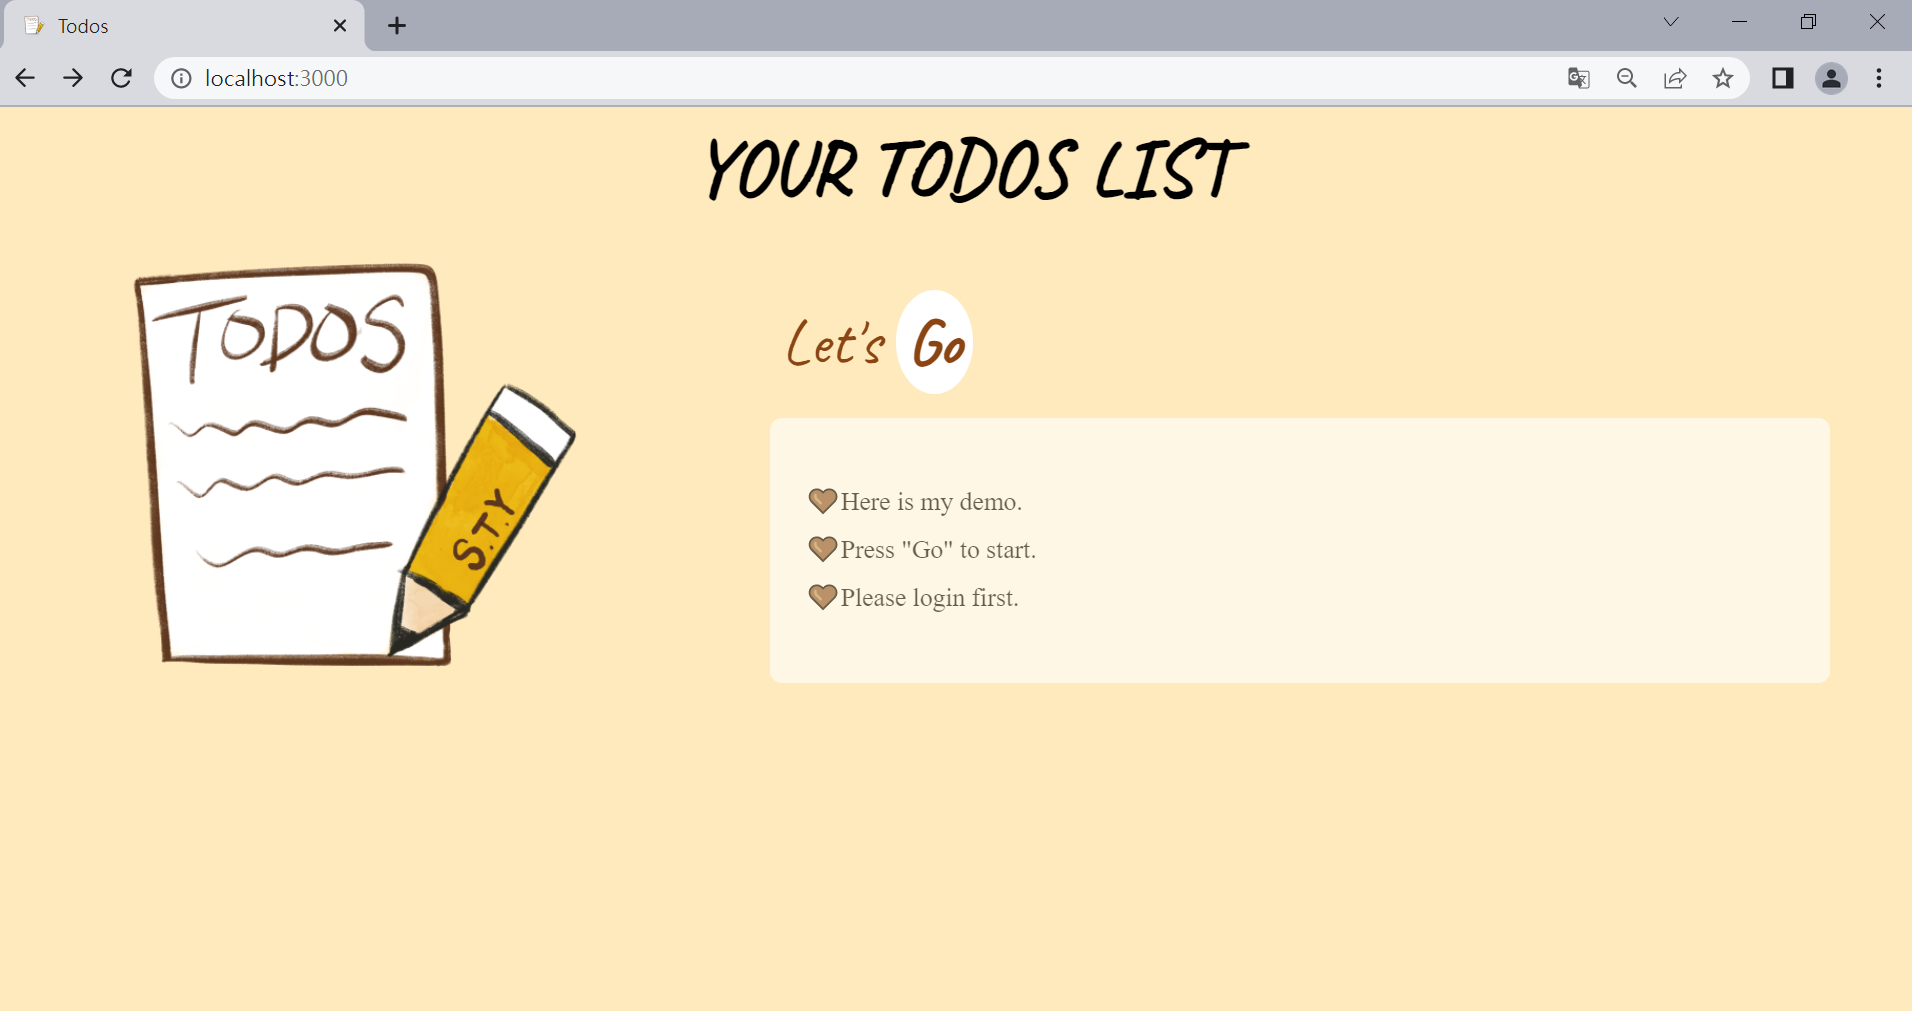 Todos
localhost:3000
YOUR TODOS LIST
TODOS
S.T.Y
Let's Go
Here is my demo.
Press "Go" to start.
Please login first.